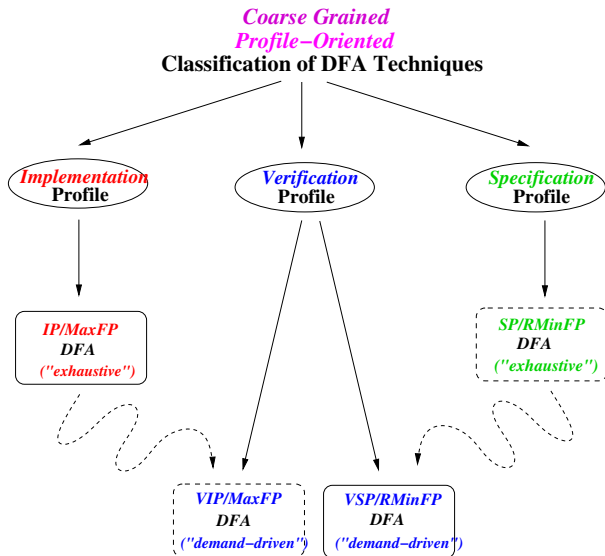 Coarse Grained
Profile−Oriented
Classification of DFA Techniques
Implementation
Profile
Verification
Profile
Specification
Profile
IP/MaxFP
DFA
("exhaustive")
SP/RMinFP
DFA
("exhaustive")
VIP/MaxFP
DFA
("demand−driven")
VSP/RMinFP
DFA
("demand−driven")